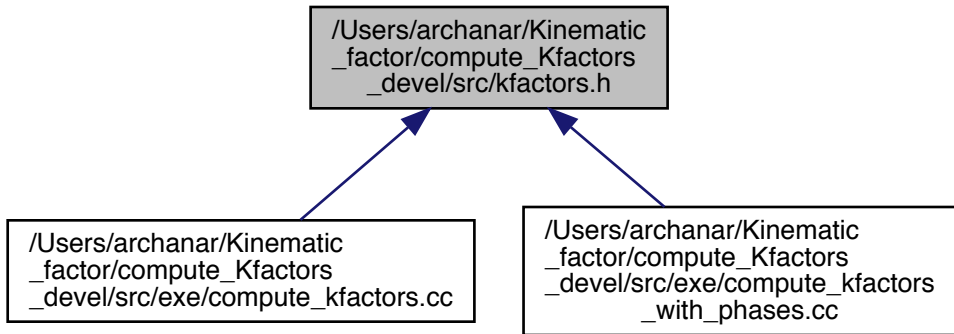 /Users/archanar/Kinematic
_factor/compute_Kfactors
_devel/src/kfactors.h
/Users/archanar/Kinematic
_factor/compute_Kfactors
_devel/src/exe/compute_kfactors.cc
/Users/archanar/Kinematic
_factor/compute_Kfactors
_devel/src/exe/compute_kfactors
_with_phases.cc